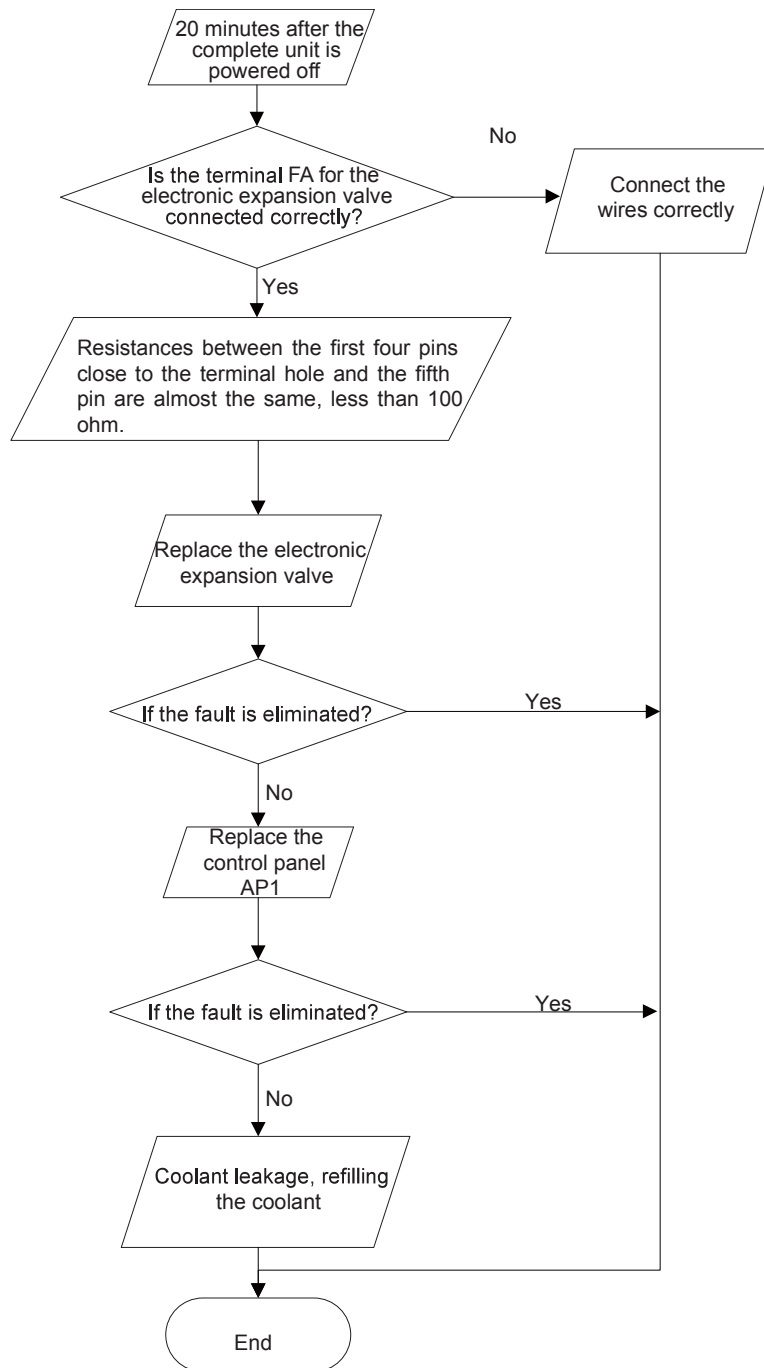 20 minutes after the
complete unit is
powered off
No
Is the terminal FA for the
electronic expansion valve
connected correctly?
Connect the
wires correctly
Yes
Resistances between the first four pins
close to the terminal hole and the fifth
pin are almost the same, less than 100
ohm.
Replace the electronic
expansion valve
If the fault is eliminated?
Yes
No
Replace the
control panel
AP1
If the fault is eliminated?
Yes
No
Coolant leakage, refilling
the coolant
End